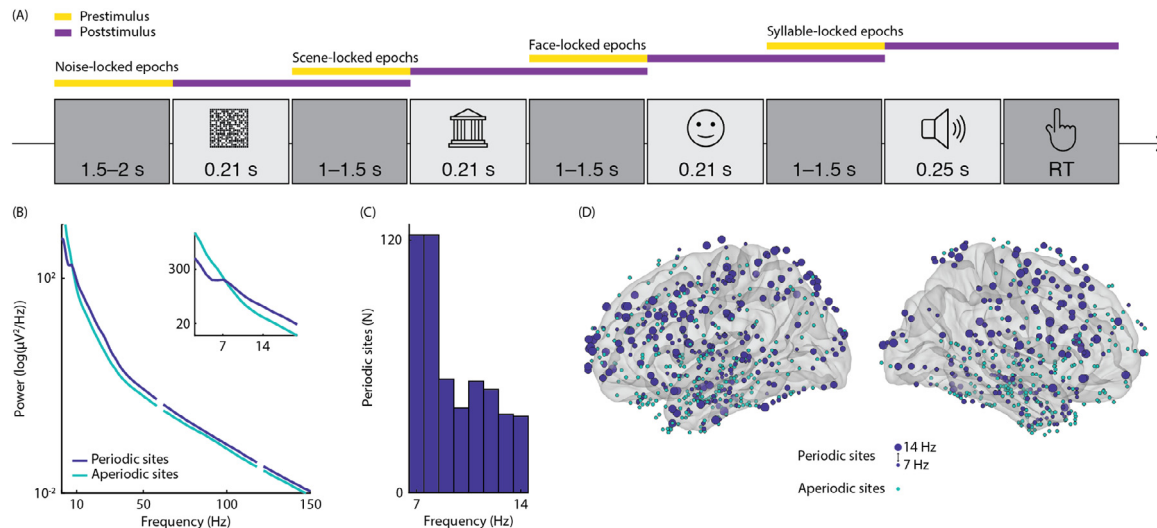 (A)
Prestimulus
Poststimulus
Noise-locked epochs
Scene-locked epochs
Face-locked epochs
Syllable-locked epochs
1.5–2 s
0.21 s
1–1.5 s
0.21 s
1–1.5 s
0.21 s
1–1.5 s
0.25 s
RT
(B)
Power (log(μV²/Hz))
10²
10⁻²
300
20
7
14
Hz
Periodic sites
Aperiodic sites
10
50
100
150
Frequency (Hz)
(C)
Periodic sites (N)
120
0
7
14
Frequency (Hz)
(D)
Periodic sites
14 Hz
7 Hz
Aperiodic sites